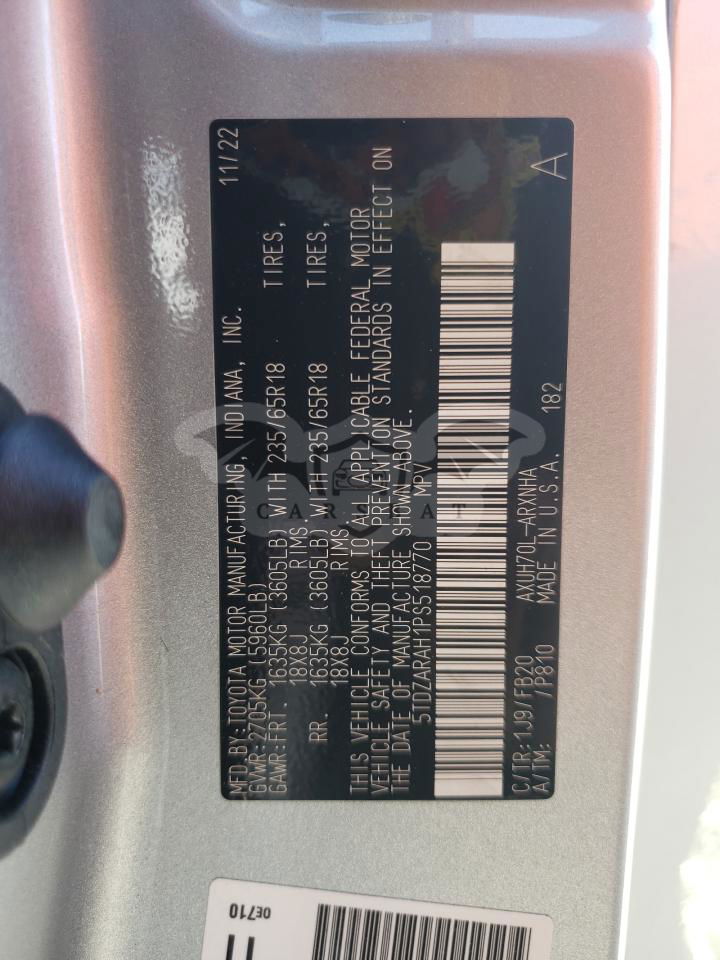 MFD.BY:TOYOTA MOTOR MANUFACTURING, INDIANA, INC. 11/22
GVWR:2705KG (5960LB)
GAWR:FRT. 1635KG (3605LB) WITH 235/65R18 TIRES,
18X8J RIMS.
RR. 1635KG (3605LB) WITH 235/65R18 TIRES,
18X8J RIMS
THIS VEHICLE CONFORMS TO ALL APPLICABLE FEDERAL MOTOR
VEHICLE SAFETY AND THEFT PREVENTION STANDARDS IN EFFECT ON
THE DATE OF MANUFACTURE SHOWN ABOVE.
5TDZARAH1PS518770 MPV
C/TR:1J9/FB20 AXUH70L-ARXNHA 182
A/TM: /P810 MADE IN U.S.A. A
OE710